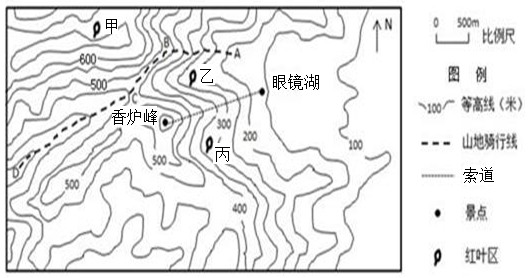 甲
600
500
B
A
乙
眼镜湖
C
香炉峰
300
200
丙
100
D
500
500
400
N
0 500m
比例尺
图 例
100 等高线(米)
山地骑行线
索道
景点
红叶区